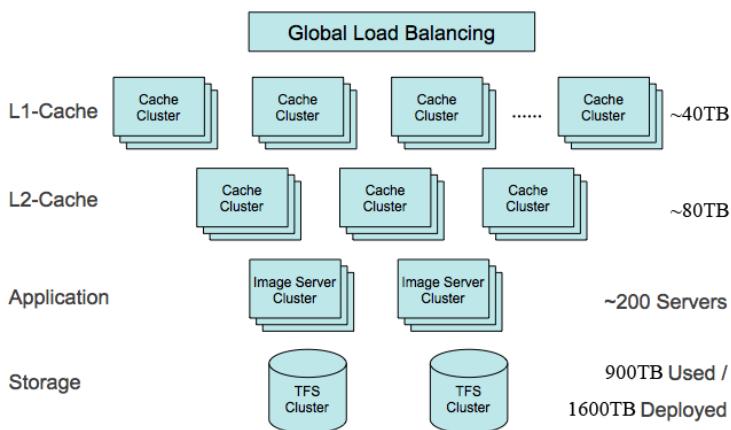 Global Load Balancing
L1-Cache
Cache
Cluster
Cache
Cluster
Cache
Cluster
......
Cache
Cluster
~40TB
L2-Cache
Cache
Cluster
Cache
Cluster
Cache
Cluster
~80TB
Application
Image Server
Cluster
Image Server
Cluster
~200 Servers
Storage
TFS
Cluster
TFS
Cluster
900TB Used /
1600TB Deployed